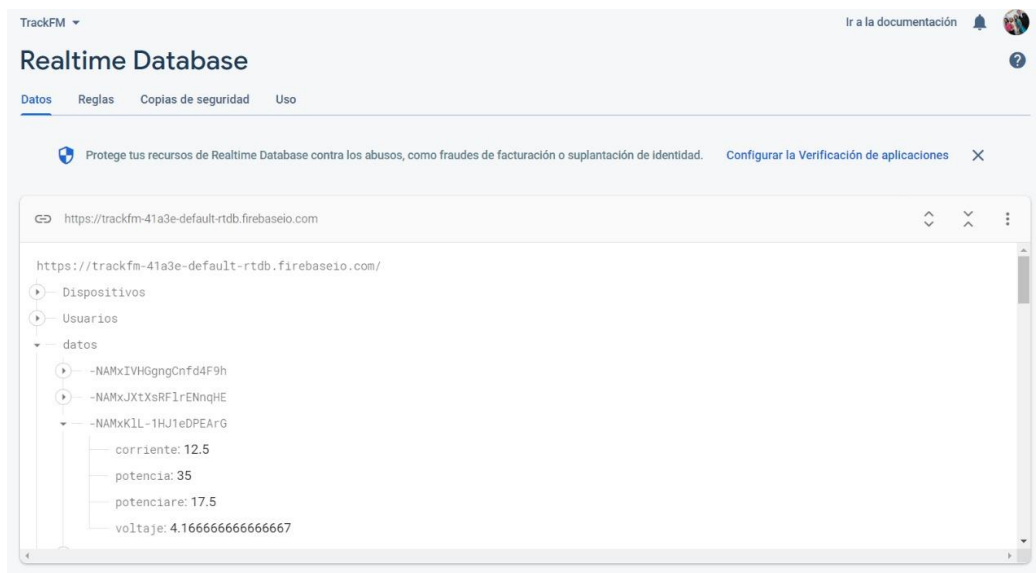 TrackFM
Ir a la documentación
Realtime Database
Datos Reglas Copias de seguridad Uso
Protege tus recursos de Realtime Database contra los abusos, como fraudes de facturación o suplantación de identidad. Configurar la Verificación de aplicaciones
https://trackfm-41a3e-default-rtdb.firebaseio.com
https://trackfm-41a3e-default-rtdb.firebaseio.com/
Dispositivos
Usuarios
datos
-NAMxIVHGgngCnfd4F9h
-NAMxJXtXsRFlrENnqHE
-NAMxKlL-1HJ1eDPEArG
corriente: 12.5
potencia: 35
potenciare: 17.5
voltaje: 4.166666666666667